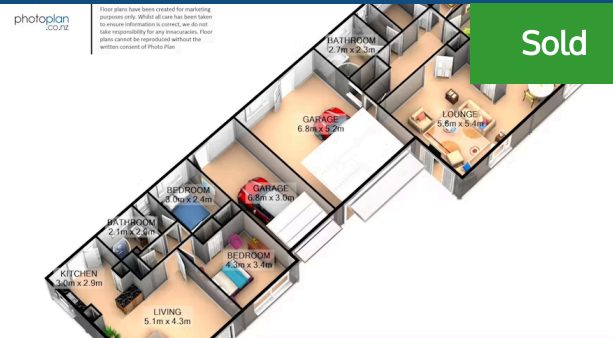 photoplan
.co.nz
Floor plans have been created for marketing
purposes only. Whilst all care has been taken
to ensure information is correct, we do not
take responsibility for any inacuracies. Floor
plans cannot be reproduced without the
written consent of Photo Plan
Sold
BATHROOM
2.7m x 2.3m
LOUNGE
5.6m x 5.4m
GARAGE
6.8m x 5.2m
BEDROOM
3.0m x 2.4m
GARAGE
6.8m x 3.0m
BATHROOM
2.1m x
BEDROOM
4.3m x 3.4m
KITCHEN
3.0m x 2.9m
LIVING
5.1m x 4.3m